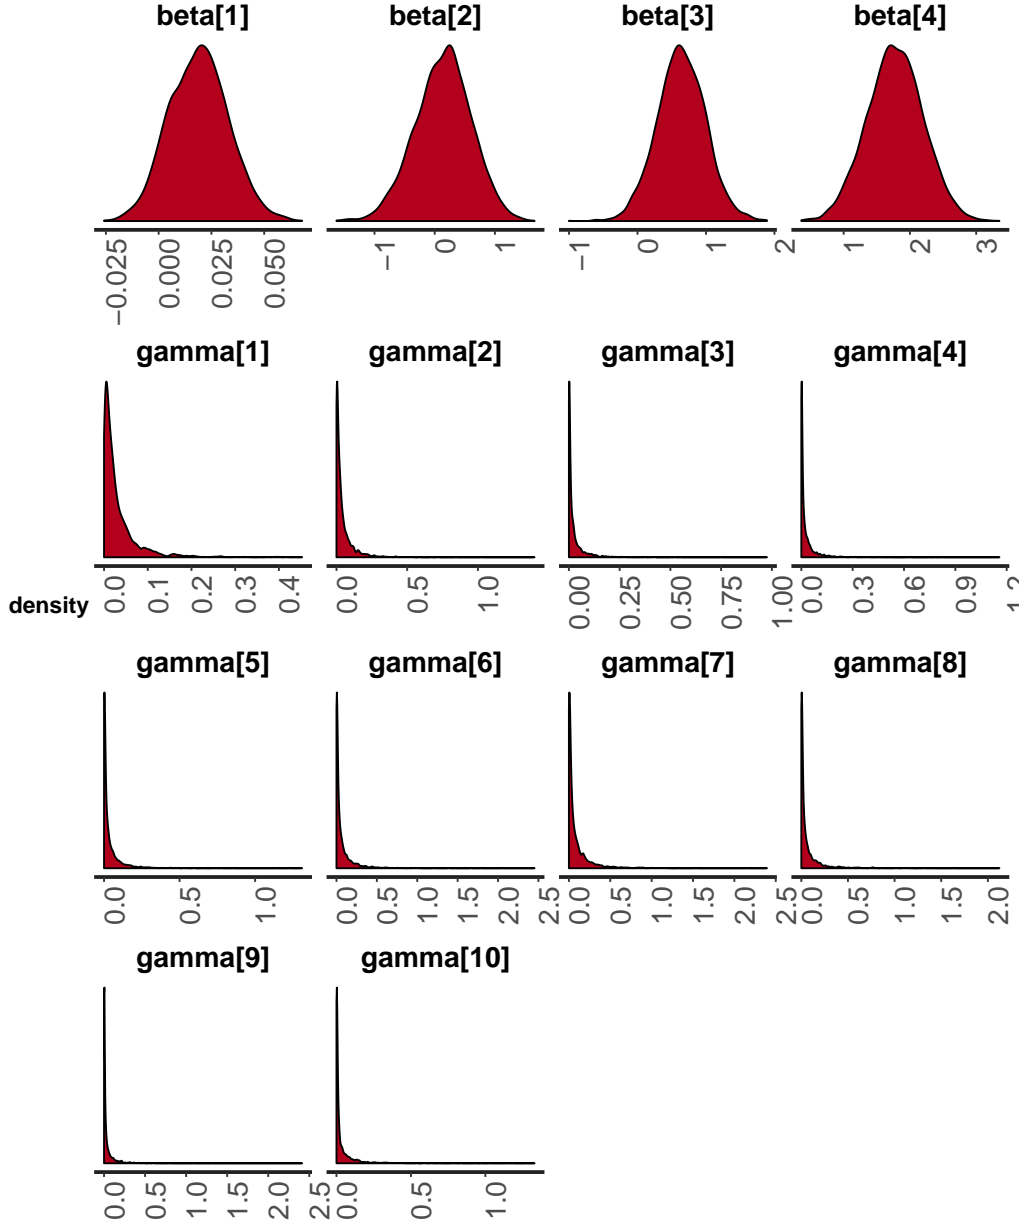 beta[1] beta[2] beta[3] beta[4]
−0.025 0.000 0.025 0.050 −1 0 1 −1 0 1 2 1 2 3
gamma[1] gamma[2] gamma[3] gamma[4]
0.0 0.1 0.2 0.3 0.4 0.0 0.5 1.0 0.00 0.25 0.50 0.75 1.00 0.0 0.3 0.6 0.9 1.2
density
gamma[5] gamma[6] gamma[7] gamma[8]
0.0 0.5 1.0 0.0 0.5 1.0 1.5 2.0 2.5 0.0 0.5 1.0 1.5 2.0 2.5 0.0 0.5 1.0 1.5 2.0
gamma[9] gamma[10]
0.0 0.5 1.0 1.5 2.0 2.5 0.0 0.5 1.0